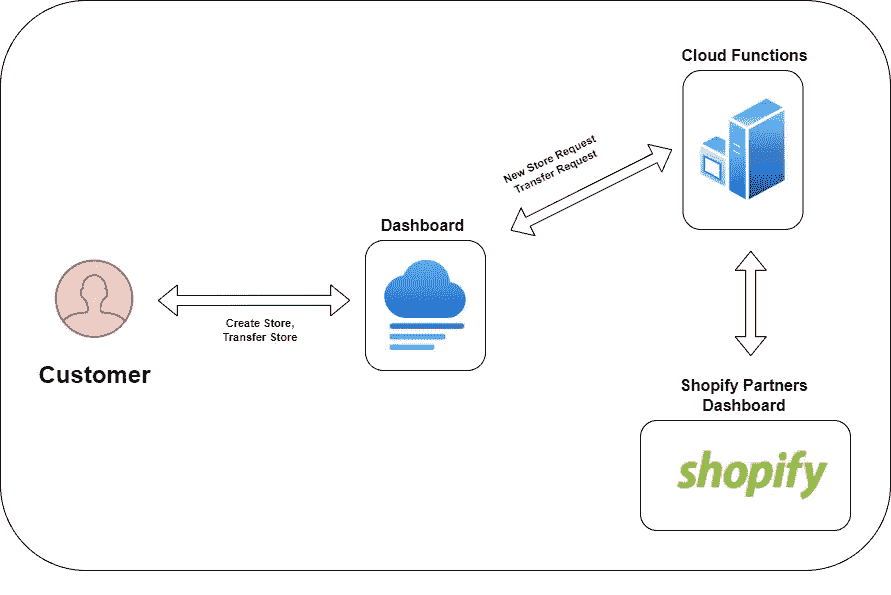 Cloud Functions
New Store Request
Transfer Request
Dashboard
Create Store,
Transfer Store
Customer
Shopify Partners
Dashboard
shopify